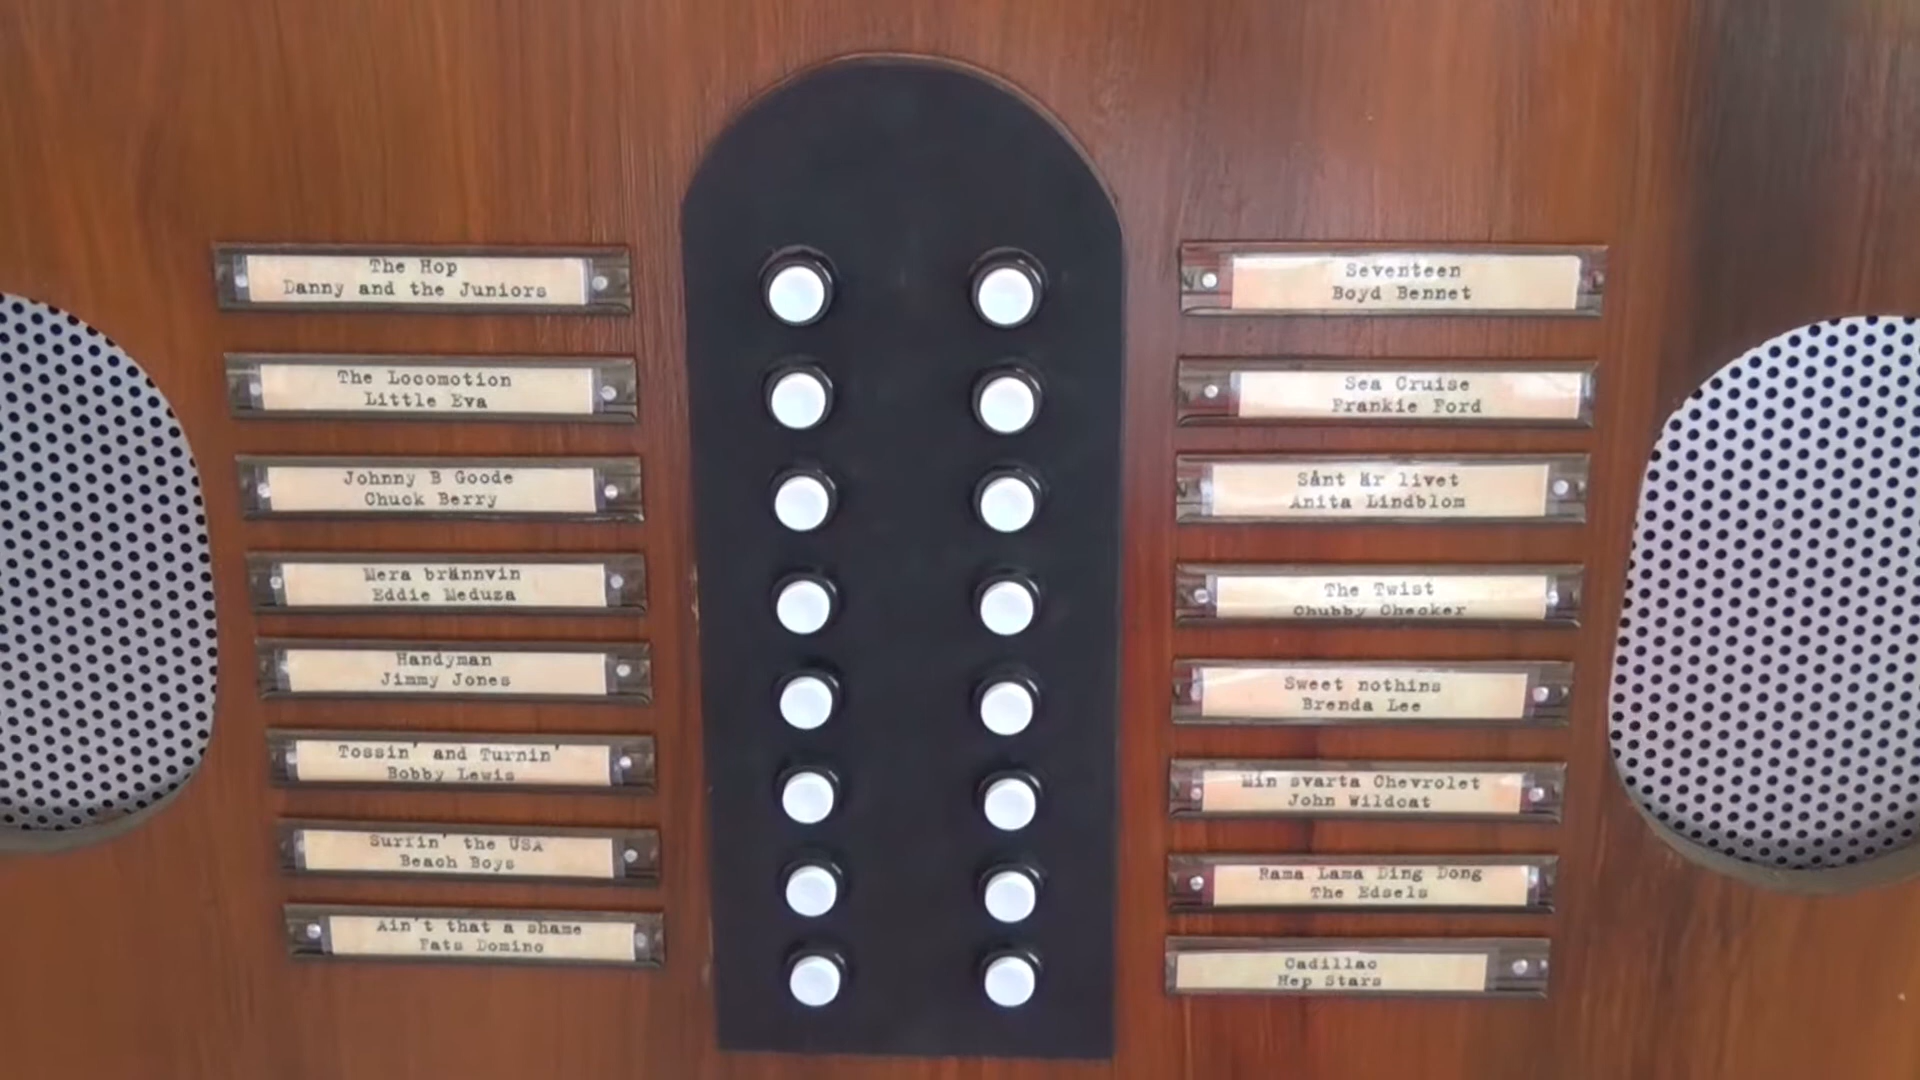 The Hop
Danny and the Juniors
The Locomotion
Little Eva
Johnny B Goode
Chuck Berry
Mera brännvin
Eddie Meduza
Handyman
Jimmy Jones
Tossin' and Turnin'
Bobby Lewis
Surfin' the USA
Beach Boys
Ain't that a shame
Fats Domino
Seventeen
Boyd Bennet
Sea Cruise
Frankie Ford
Sånt är livet
Anita Lindblom
The Twist
Chubby Checker
Sweet nothins
Brenda Lee
Min svarta Chevrolet
John Wildcat
Rama Lama Ding Dong
The Edsels
Cadillac
Hep Stars